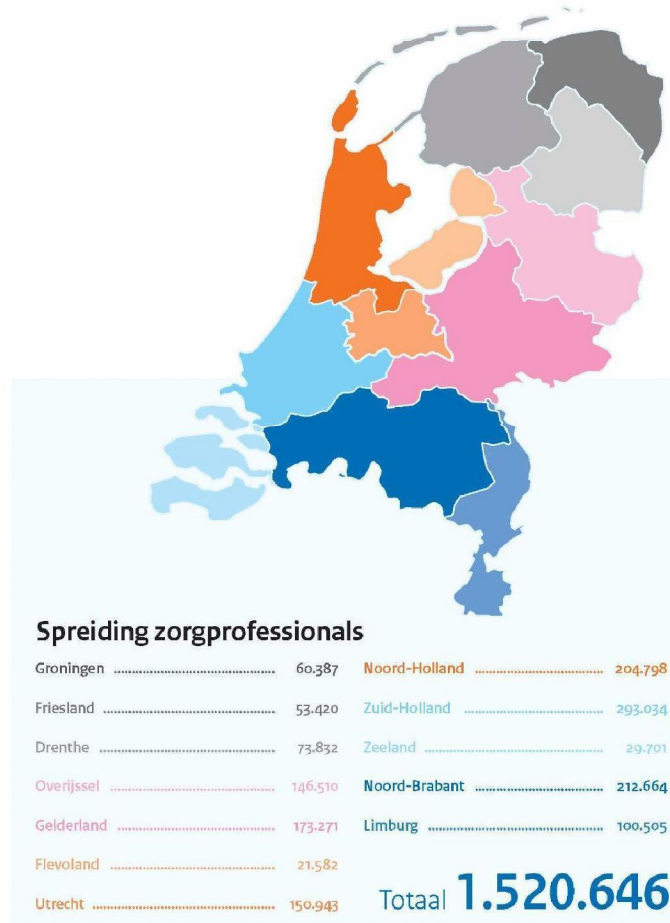 Spreiding zorgprofessionals
Groningen 60.387
Friesland 53.420
Drenthe 73.832
Overijssel 146.510
Gelderland 173.271
Flevoland 21.582
Utrecht 150.943
Noord-Holland 204.798
Zuid-Holland 293.034
Zeeland 29.701
Noord-Brabant 212.664
Limburg 100.505
Totaal 1.520.646